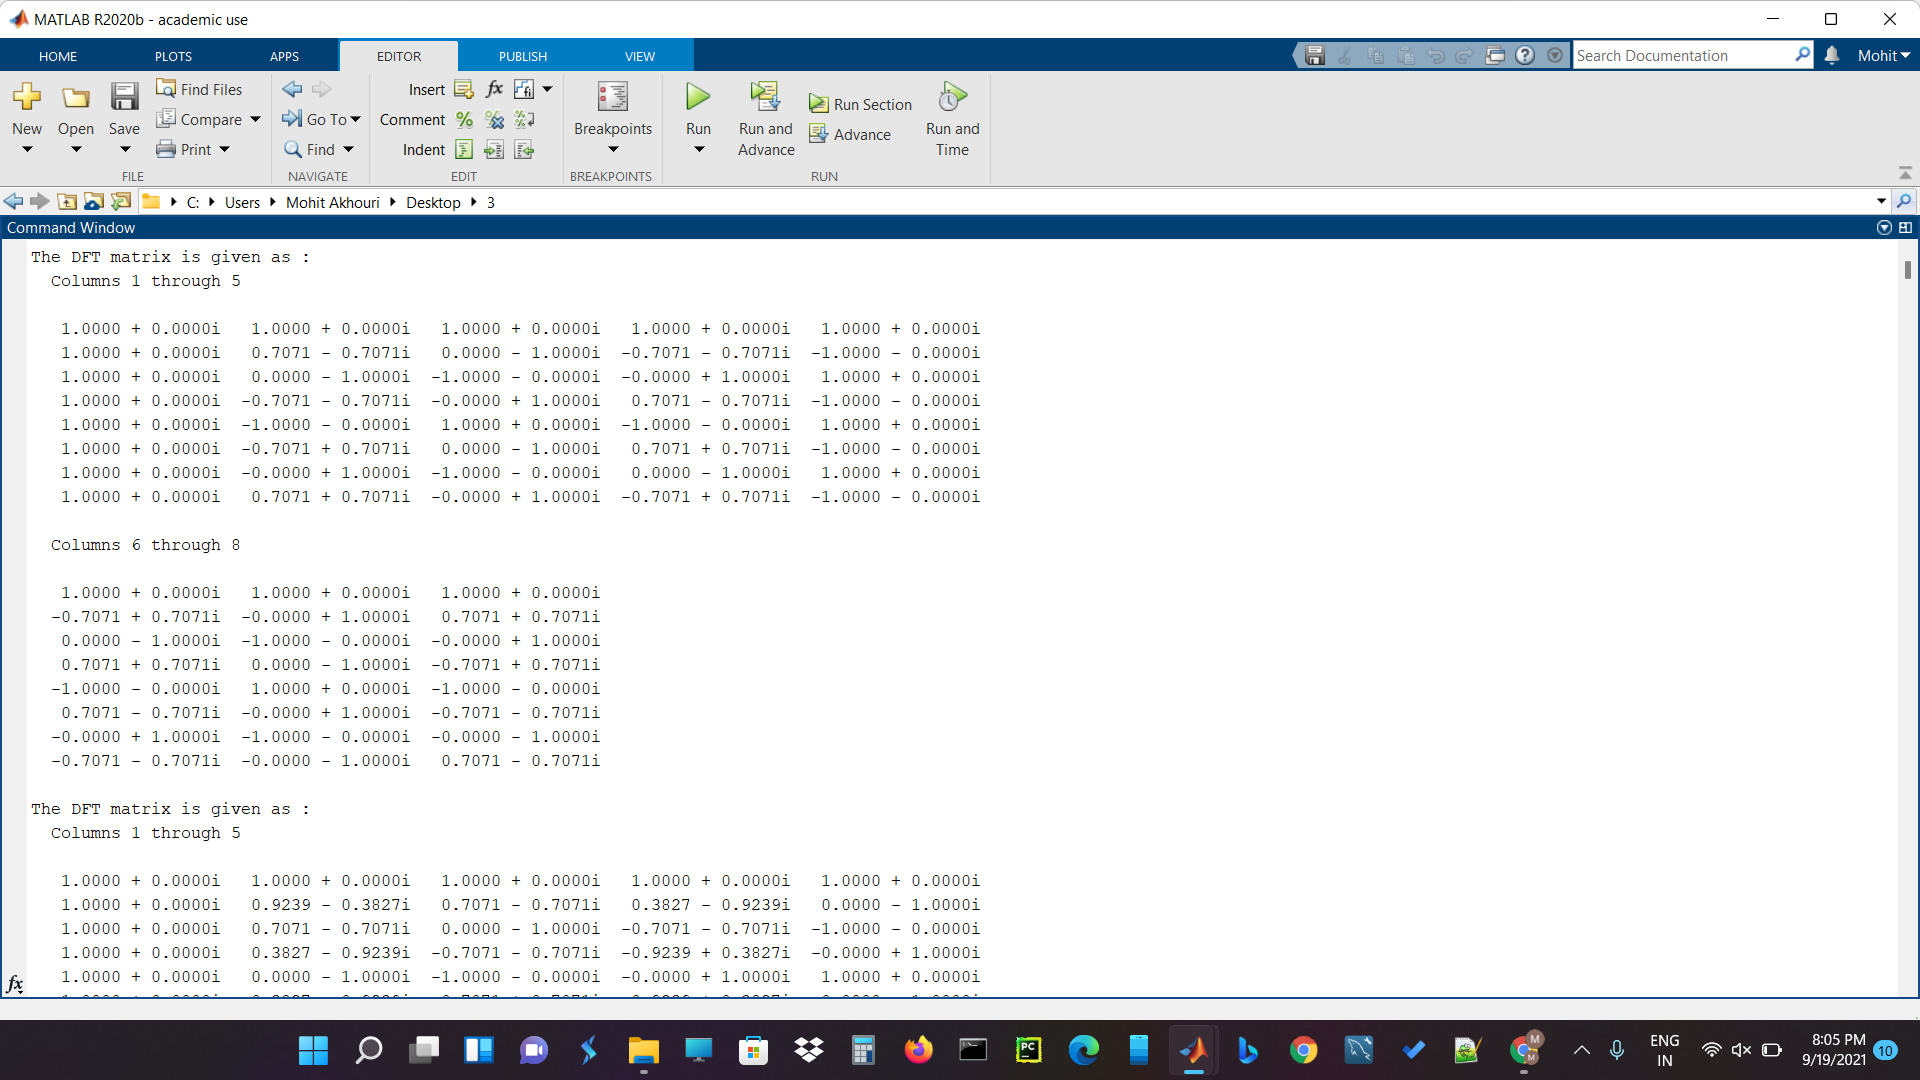 MATLAB R2020b - academic use
HOME PLOTS APPS EDITOR PUBLISH VIEW
Search Documentation
Mohit
New
Open
Save
Find Files
Compare
Print
FILE
Go To
Find
NAVIGATE
Insert
Comment
Indent
EDIT
Breakpoints
BREAKPOINTS
Run
Run and Advance
Run Section
Advance
Run and Time
RUN
C: Users Mohit Akhouri Desktop 3
Command Window
The DFT matrix is given as :
Columns 1 through 5
1.0000 + 0.0000i 1.0000 + 0.0000i 1.0000 + 0.0000i 1.0000 + 0.0000i 1.0000 + 0.0000i
1.0000 + 0.0000i 0.7071 - 0.7071i 0.0000 - 1.0000i -0.7071 - 0.7071i -1.0000 - 0.0000i
1.0000 + 0.0000i 0.0000 - 1.0000i -1.0000 - 0.0000i -0.0000 + 1.0000i 1.0000 + 0.0000i
1.0000 + 0.0000i -0.7071 - 0.7071i -0.0000 + 1.0000i 0.7071 - 0.7071i -1.0000 - 0.0000i
1.0000 + 0.0000i -1.0000 - 0.0000i 1.0000 + 0.0000i -1.0000 - 0.0000i 1.0000 + 0.0000i
1.0000 + 0.0000i -0.7071 + 0.7071i 0.0000 - 1.0000i 0.7071 + 0.7071i -1.0000 - 0.0000i
1.0000 + 0.0000i -0.0000 + 1.0000i -1.0000 - 0.0000i 0.0000 - 1.0000i 1.0000 + 0.0000i
1.0000 + 0.0000i 0.7071 + 0.7071i -0.0000 + 1.0000i -0.7071 + 0.7071i -1.0000 - 0.0000i
Columns 6 through 8
1.0000 + 0.0000i 1.0000 + 0.0000i 1.0000 + 0.0000i
-0.7071 + 0.7071i -0.0000 + 1.0000i 0.7071 + 0.7071i
0.0000 - 1.0000i -1.0000 - 0.0000i -0.0000 + 1.0000i
0.7071 + 0.7071i 0.0000 - 1.0000i -0.7071 + 0.7071i
-1.0000 - 0.0000i 1.0000 + 0.0000i -1.0000 - 0.0000i
0.7071 - 0.7071i -0.0000 + 1.0000i -0.7071 - 0.7071i
-0.0000 + 1.0000i -1.0000 - 0.0000i -0.0000 - 1.0000i
-0.7071 - 0.7071i -0.0000 - 1.0000i 0.7071 - 0.7071i
The DFT matrix is given as :
Columns 1 through 5
1.0000 + 0.0000i 1.0000 + 0.0000i 1.0000 + 0.0000i 1.0000 + 0.0000i 1.0000 + 0.0000i
1.0000 + 0.0000i 0.9239 - 0.3827i 0.7071 - 0.7071i 0.3827 - 0.9239i 0.0000 - 1.0000i
1.0000 + 0.0000i 0.7071 - 0.7071i 0.0000 - 1.0000i -0.7071 - 0.7071i -1.0000 - 0.0000i
1.0000 + 0.0000i 0.3827 - 0.9239i -0.7071 - 0.7071i -0.9239 + 0.3827i -0.0000 + 1.0000i
1.0000 + 0.0000i 0.0000 - 1.0000i -1.0000 - 0.0000i -0.0000 + 1.0000i 1.0000 + 0.0000i
fx
PC
ENG
IN
8:05 PM
9/19/2021
10